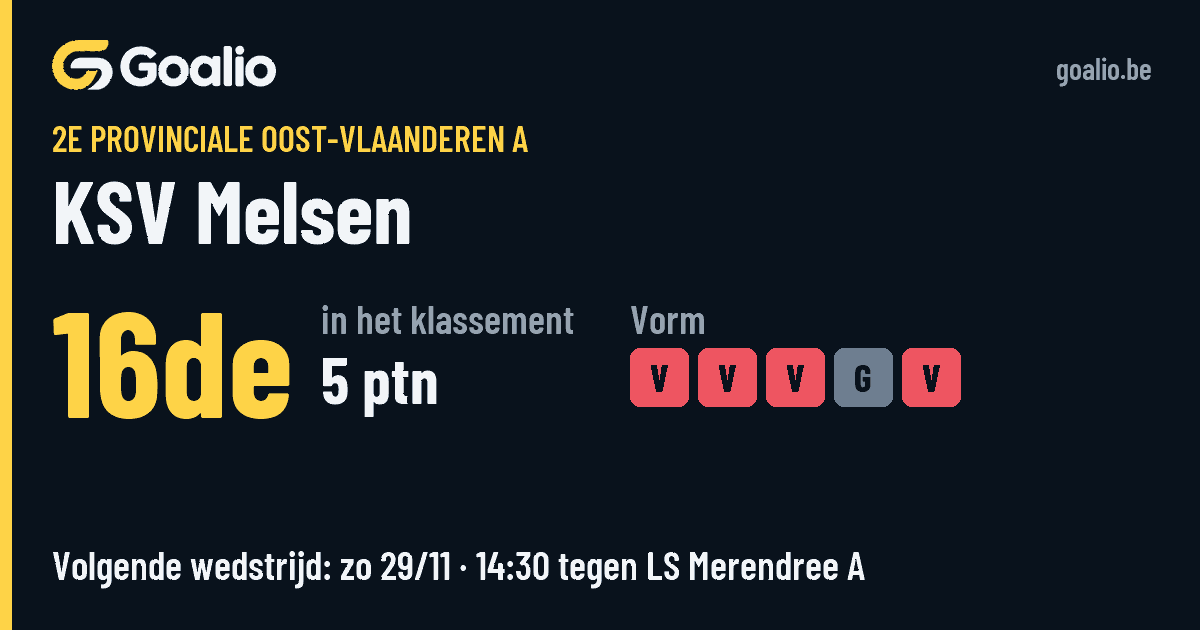 Goalio
goalio.be
2E PROVINCIALE OOST-VLAANDEREN A
KSV Melsen
16de
in het klassement
5 ptn
Vorm
V V V G V
Volgende wedstrijd: zo 29/11 · 14:30 tegen LS Merendree A